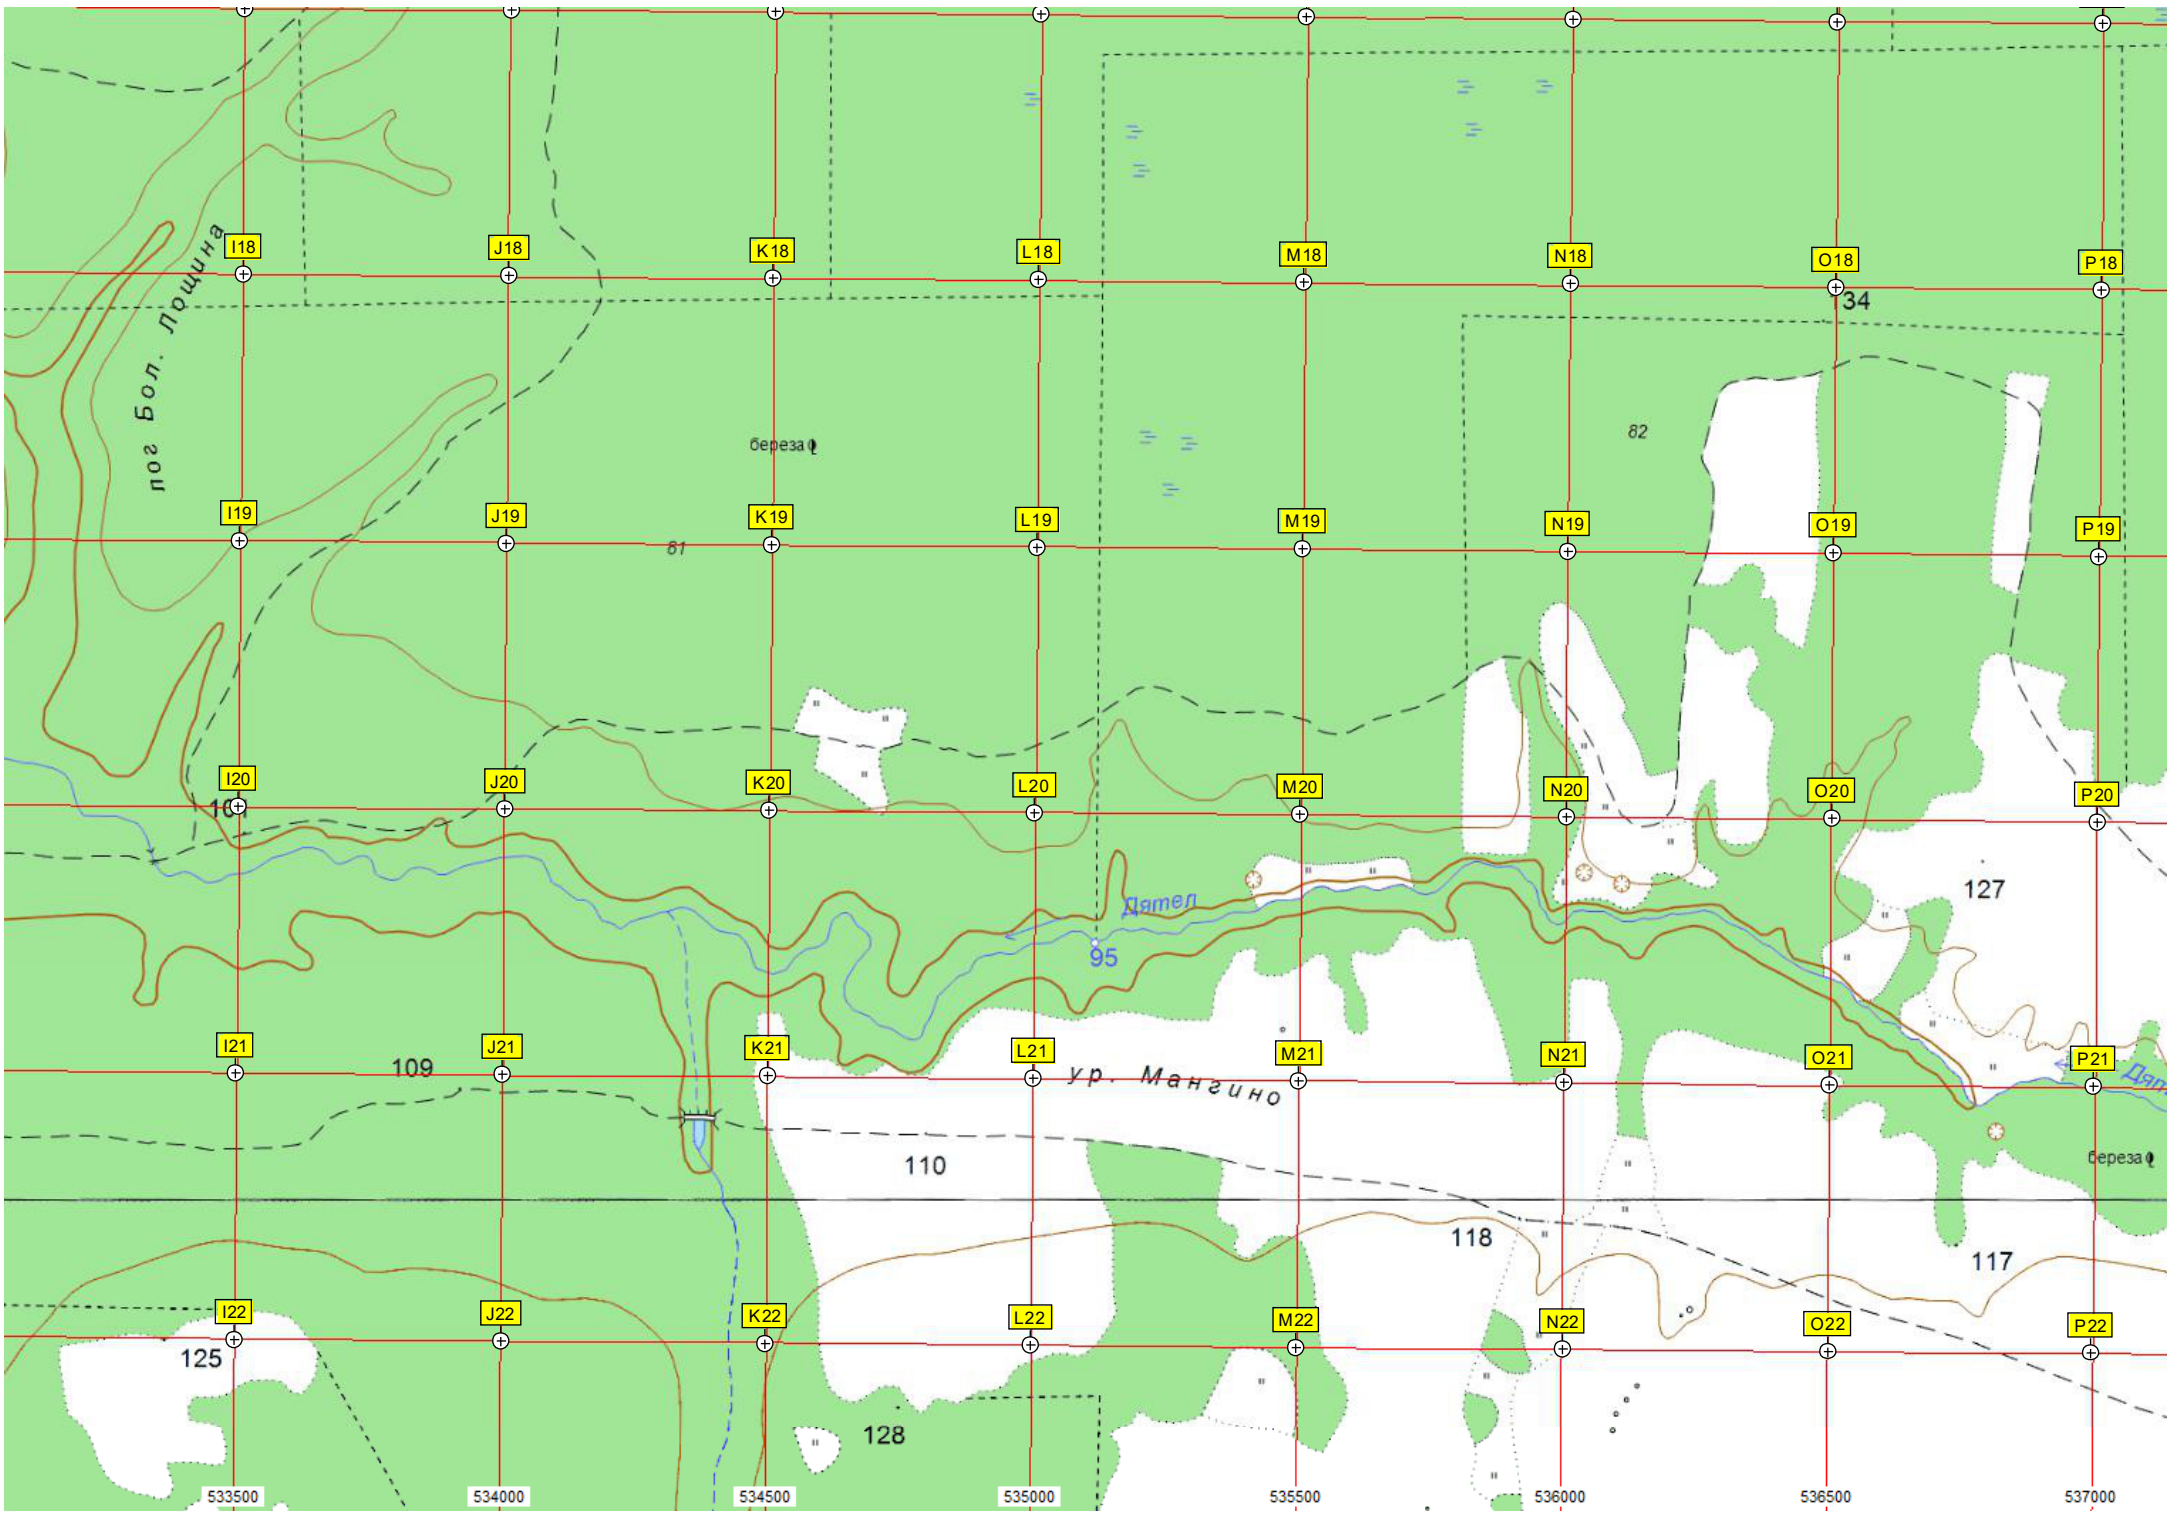 I18 J18 K18 L18 M18 N18 O18 P18
34
лог Бол. Лощина
82
береза
I19 J19 K19 L19 M19 N19 O19 P19
81
I20 J20 K20 L20 M20 N20 O20 P20
127
Дятел
95
I21 J21 K21 L21 M21 N21 O21 P21
109
ур. Мангино
110
береза
118
117
I22 J22 K22 L22 M22 N22 O22 P22
125
128
533500 534000 534500 535000 535500 536000 536500 537000